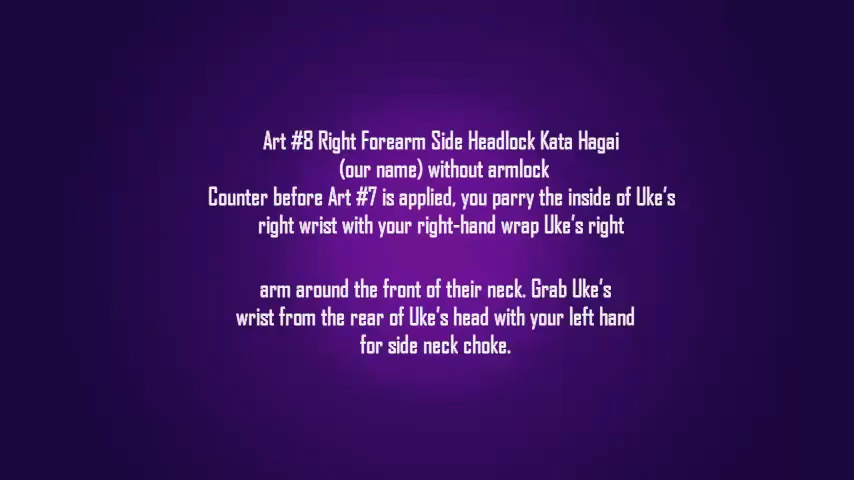 Art #8 Right Forearm Side Headlock Kata Hagai
(our name) without armlock
Counter before Art #7 is applied, you parry the inside of Uke's
right wrist with your right-hand wrap Uke's right
arm around the front of their neck. Grab Uke's
wrist from the rear of Uke's head with your left hand
for side neck choke.